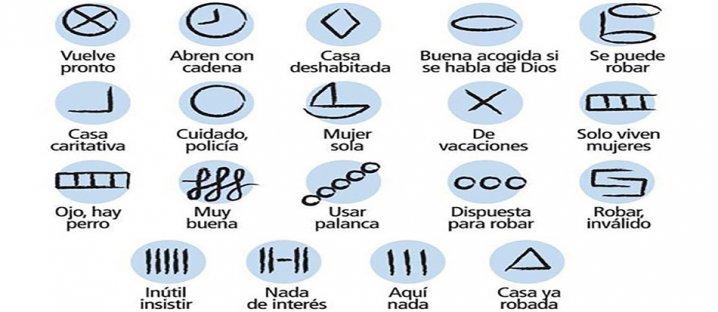 Vuelve
pronto
Abren con
cadena
Casa
deshabitada
Buena acogida si
se habla de Dios
Se puede
robar
Casa
caritativa
Cuidado,
policía
Mujer
sola
De
vacaciones
Solo viven
mujeres
Ojo, hay
perro
Muy
buena
Usar
palanca
Dispuesta
para robar
Robar,
inválido
Inútil
insistir
Nada
de interés
Aquí
nada
Casa ya
robada